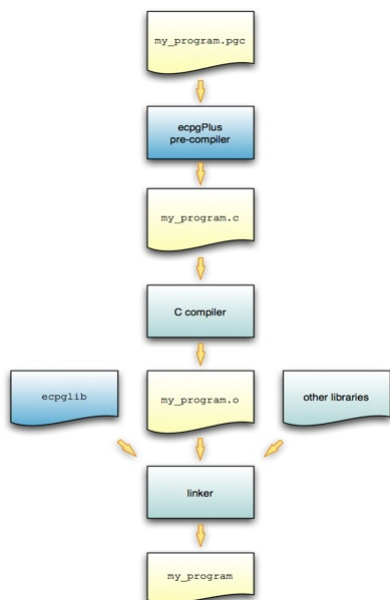 my_program.pgc
ecpgPlus
pre-compiler
my_program.c
C compiler
ecpglib
my_program.o
other libraries
linker
my_program